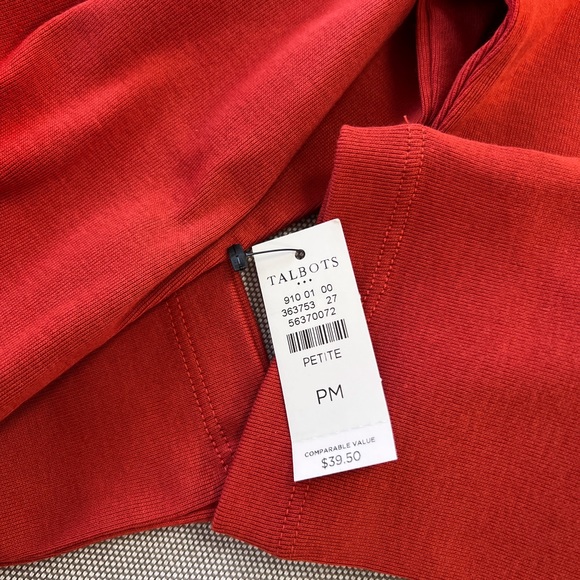 TALBOTS
910 01 00
363753 27
56370072
PETITE
PM
COMPARABLE VALUE
$39.50